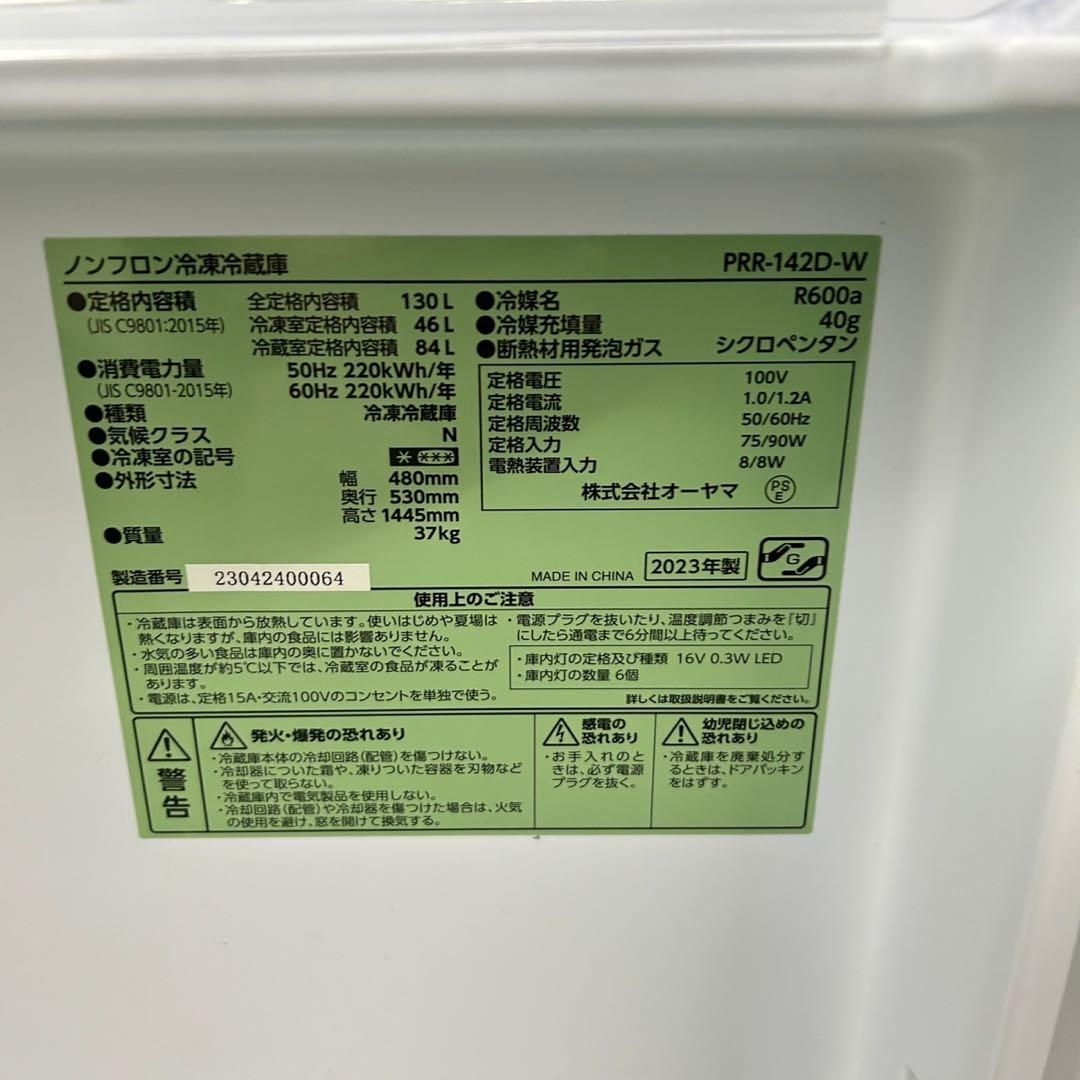 ノンフロン冷凍冷蔵庫 PRR-142D-W
●定格内容積 全定格内容積 130 L
(JIS C9801:2015年) 冷凍室定格内容積 46 L
冷蔵室定格内容積 84 L
●消費電力量 50Hz 220kWh/年
(JIS C9801-2015年) 60Hz 220kWh/年
●種類 冷凍冷蔵庫
●気候クラス N
●冷凍室の記号 * ***
●外形寸法 幅 480mm
奥行 530mm
高さ 1445mm
●質量 37kg
●冷媒名 R600a
●冷媒充填量 40g
●断熱材用発泡ガス シクロペンタン
定格電圧 100V
定格電流 1.0/1.2A
定格周波数 50/60Hz
定格入力 75/90W
電熱装置入力 8/8W
株式会社オーヤマ PSE
製造番号 23042400064 MADE IN CHINA 2023年製 G
使用上のご注意
・冷蔵庫は表面から放熱しています。使いはじめや夏場は
熱くなりますが、庫内の食品には影響ありません。
・水気の多い食品は庫内の奥に置かないでください。
・周囲温度が約5℃以下では、冷蔵室の食品が凍ることが
あります。
・電源は、定格15A・交流100Vのコンセントを単独で使う。
・電源プラグを抜いたり、温度調節つまみを『切』
にしたら通電まで6分間以上待ってください。
・庫内灯の定格及び種類 16V 0.3W LED
・庫内灯の数量 6個
詳しくは取扱説明書をご覧ください。
警告
発火・爆発の恐れあり
・冷蔵庫本体の冷却回路（配管）を傷つけない。
・冷却器についた霜や、凍りついた容器を刃物など
を使って取らない。
・冷蔵庫内で電気製品を使用しない。
・冷却回路（配管）や冷却器を傷つけた場合は、火気
の使用を避け、窓を開けて換気する。
感電の
恐れあり
・お手入れのと
きは、必ず電源
プラグを抜く。
幼児閉じ込めの
恐れあり
・冷蔵庫を廃棄処分す
るときは、ドアパッキン
をはずす。